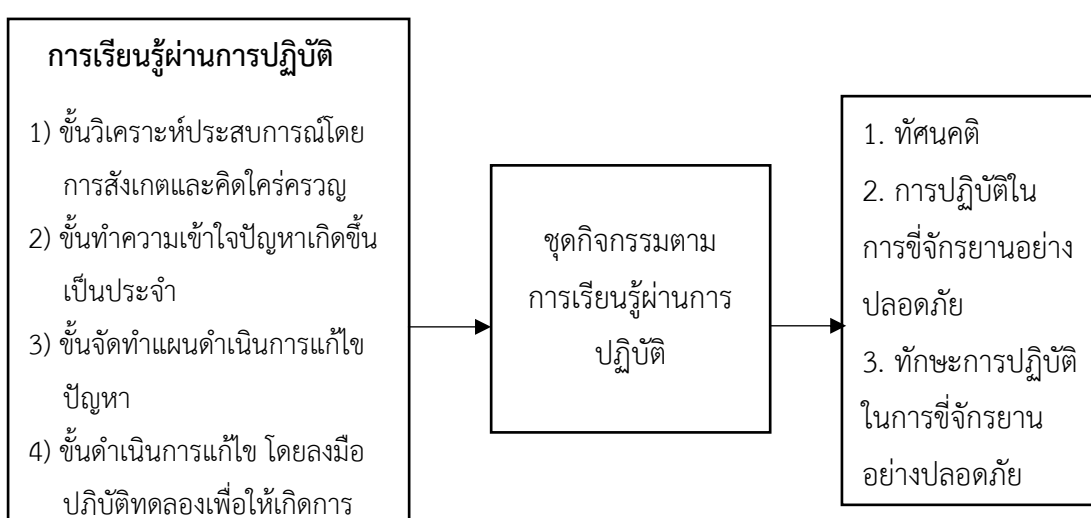 การเรียนรู้ผ่านการปฏิบัติ
1) ขั้นวิเคราะห์ประสบการณ์โดย
การสังเกตและคิดใคร่ครวญ
2) ขั้นทำความเข้าใจปัญหาเกิดขึ้น
เป็นประจำ
3) ขั้นจัดทำแผนดำเนินการแก้ไข
ปัญหา
4) ขั้นดำเนินการแก้ไข โดยลงมือ
ปภิบัติทดลองเพื่อให้เกิดการ
ชุดกิจกรรมตาม
การเรียนรู้ผ่านการ
ปฏิบัติ
1. ทัศนคติ
2. การปฏิบัติใน
การขี่จักรยานอย่าง
ปลอดภัย
3. ทักษะการปฏิบัติ
ในการขี่จักรยาน
อย่างปลอดภัย